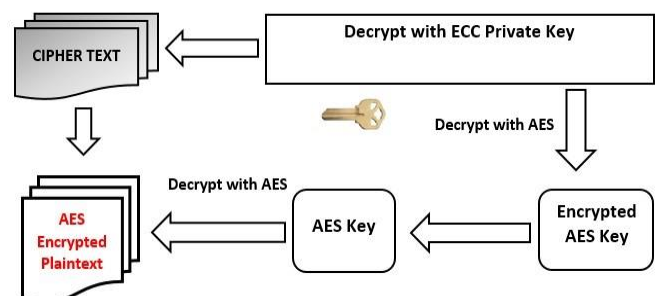 Decrypt with ECC Private Key
CIPHER TEXT
Decrypt with AES
Decrypt with AES
AES
Encrypted
Plaintext
AES Key
Encrypted
AES Key